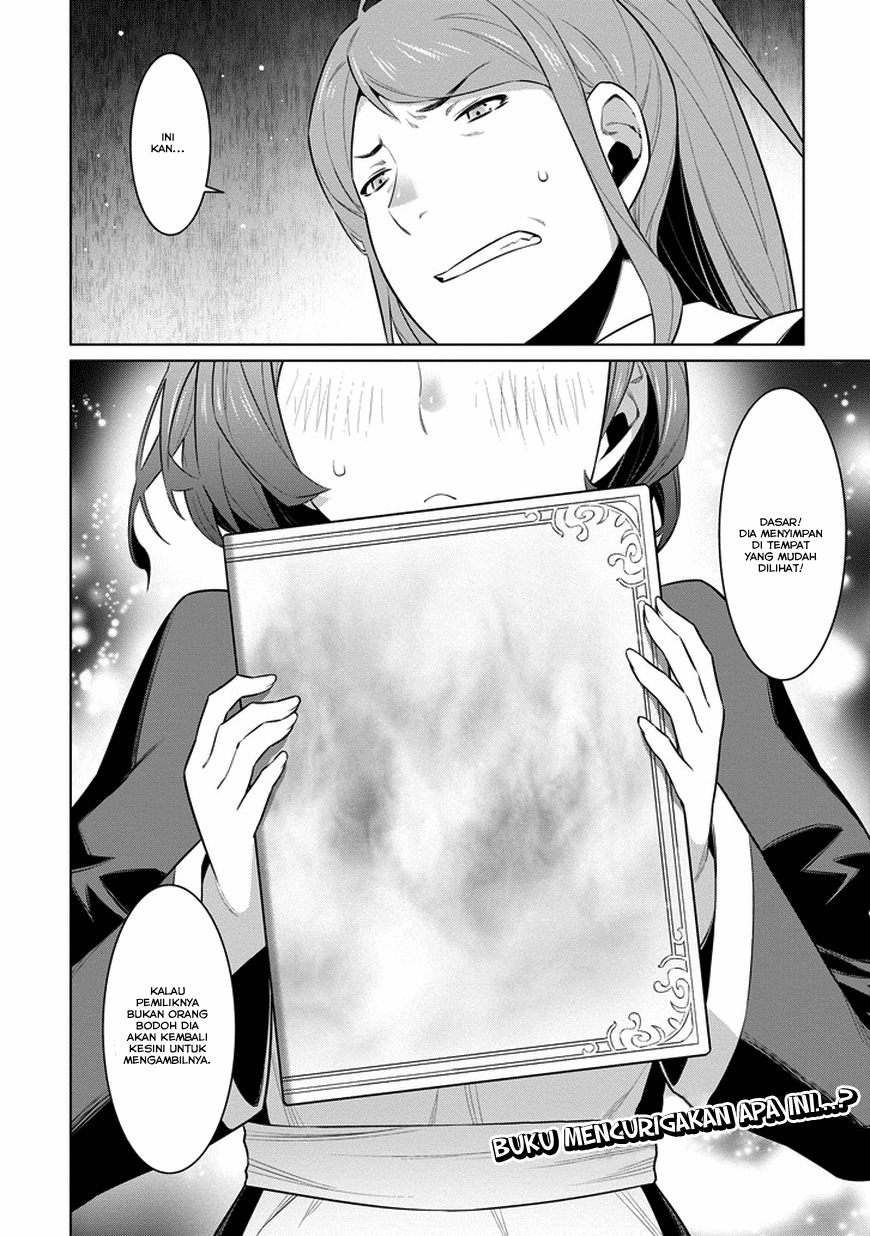 INI
KAN...
DASAR!
DIA MENYIMPAN
DI TEMPAT
YANG MUDAH
DILIHAT!
KALAU
PEMILIKNYA
BUKAN ORANG
BODOH DIA
AKAN KEMBALI
KESINI UNTUK
MENGAMBILNYA.
BUKU MENCURIGAKAN APA INI...?